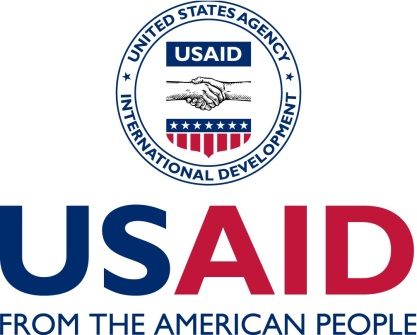 UNITED STATES AGENCY
USAID
INTERNATIONAL DEVELOPMENT
USAID
FROM THE AMERICAN PEOPLE